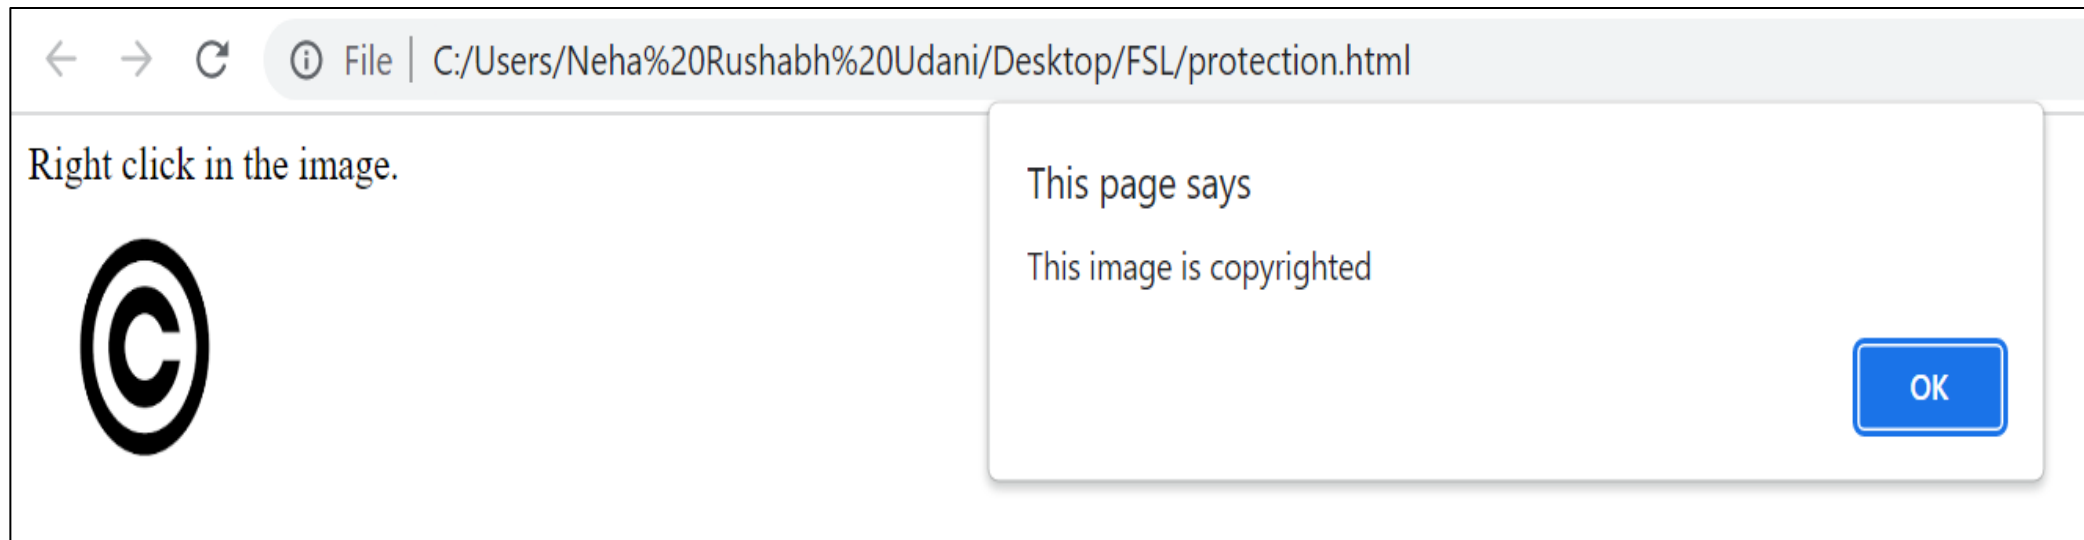 File | C:/Users/Neha%20Rushabh%20Udani/Desktop/FSL/protection.html
Right click in the image.
©
This page says
This image is copyrighted
OK